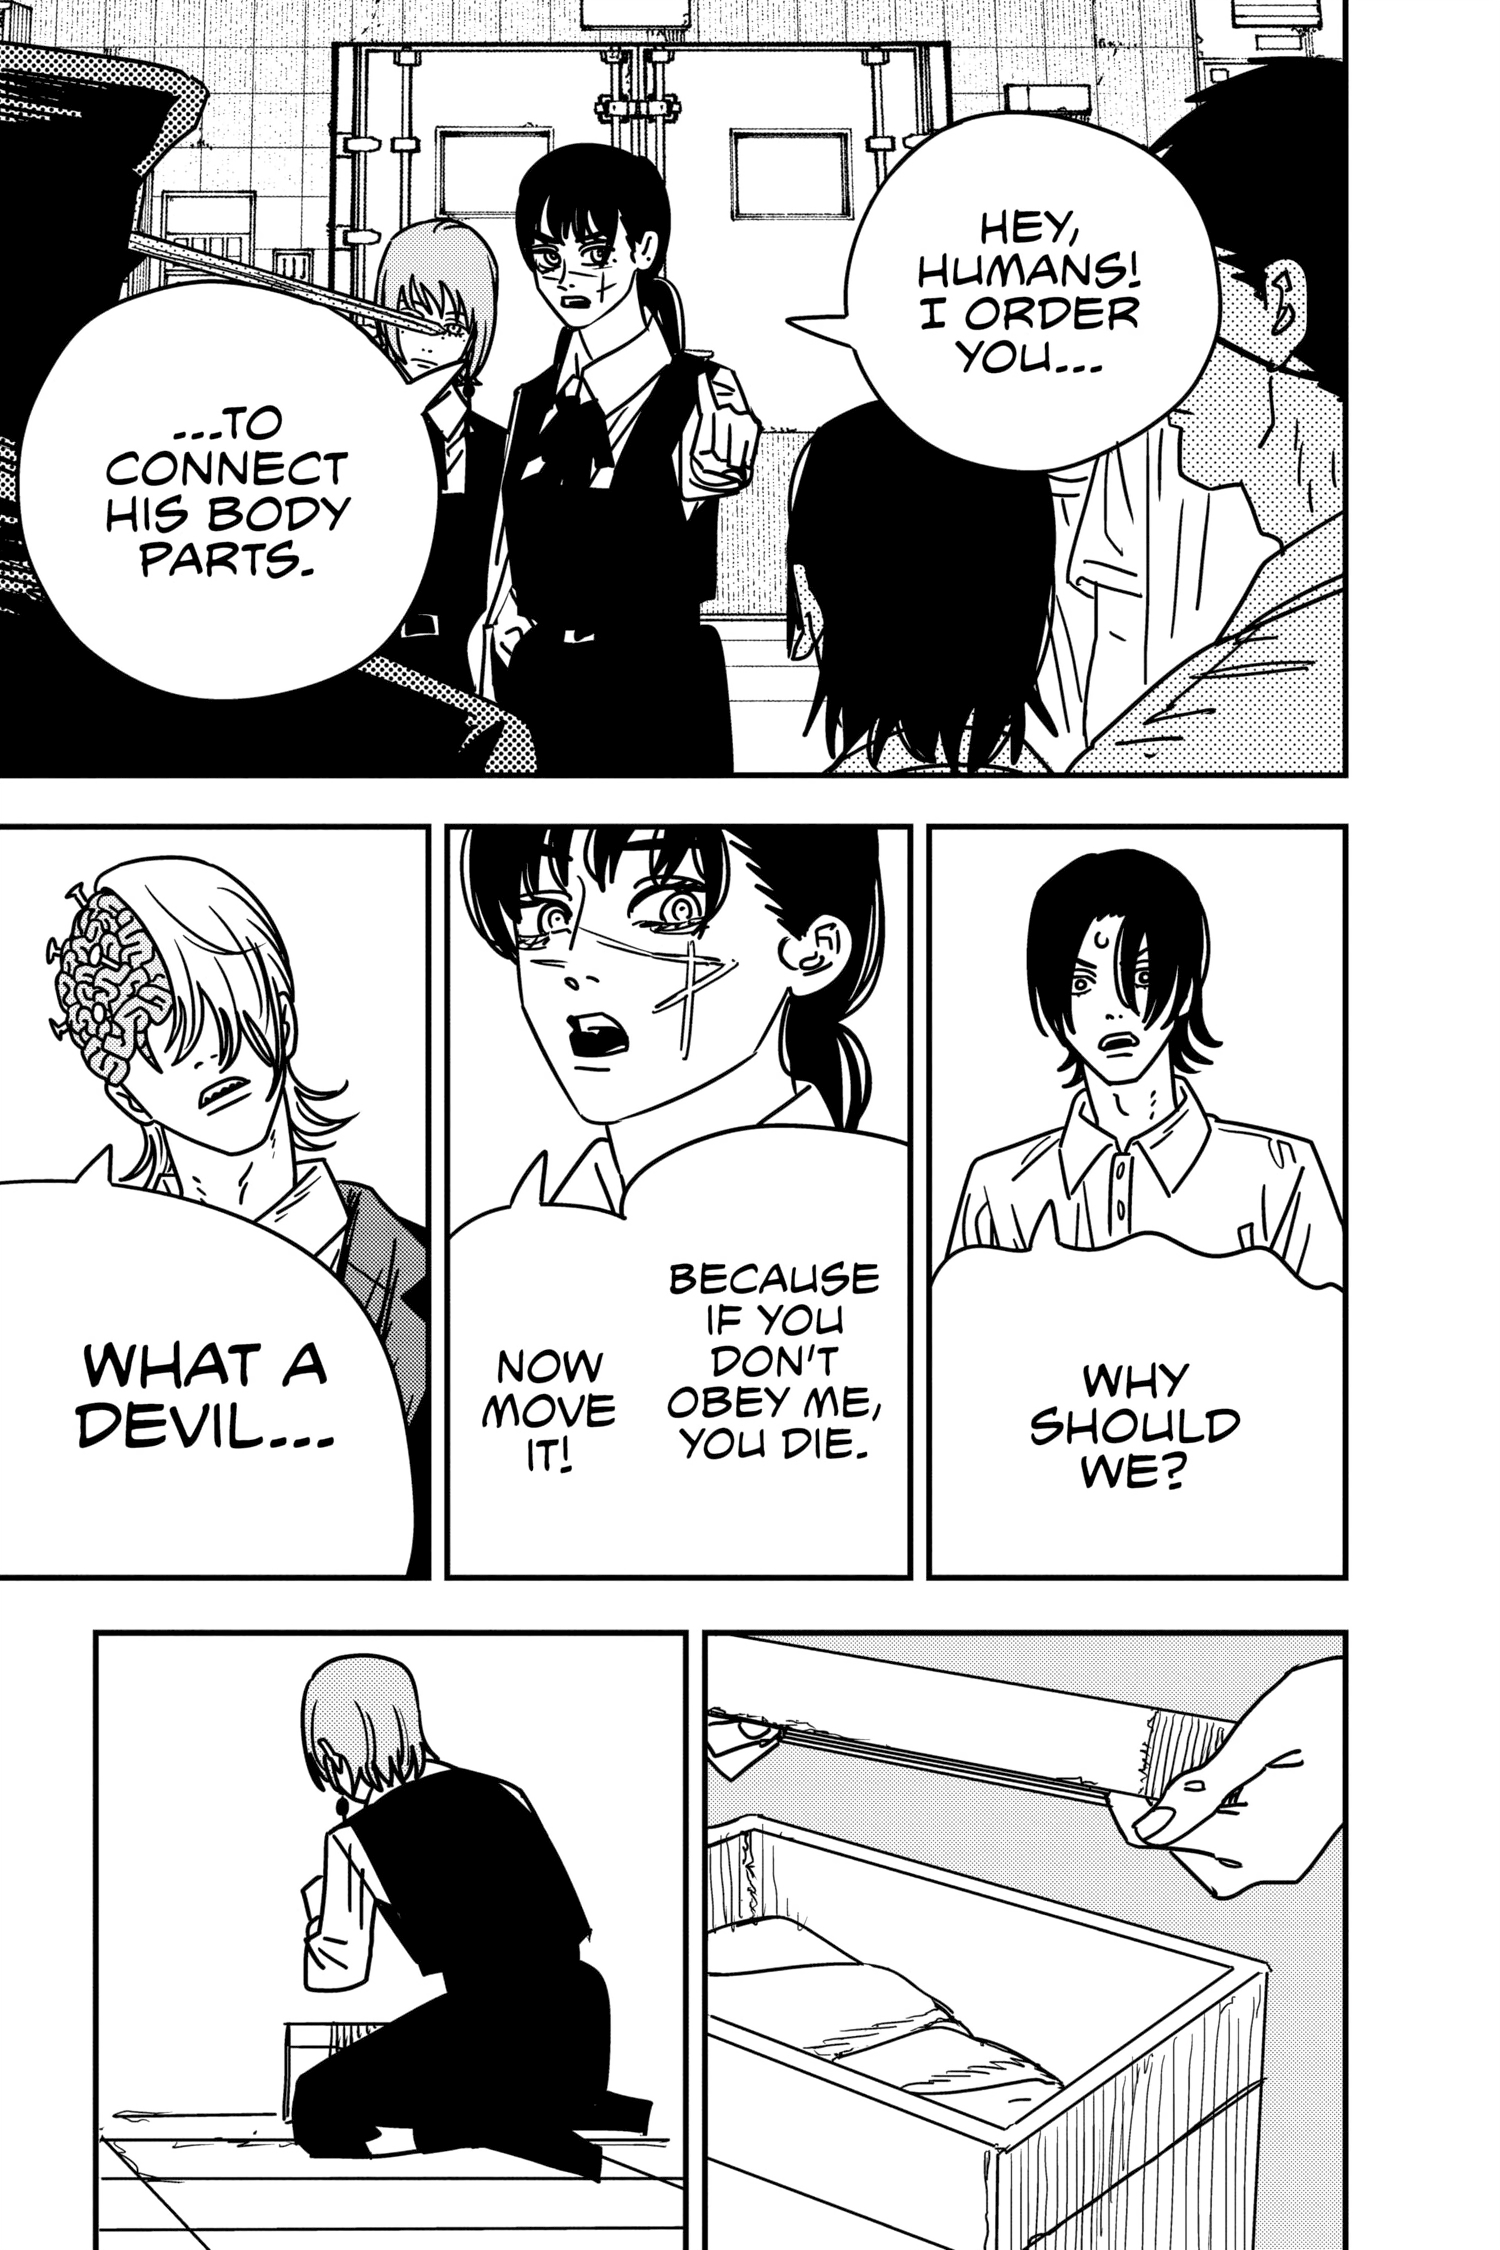 HEY,
HUMANS!
I ORDER
YOU...
...TO
CONNECT
HIS BODY
PARTS.
WHY
SHOULD
WE?
BECAUSE
IF YOU
DON'T
OBEY ME,
YOU DIE.
NOW
MOVE
IT!
WHAT A
DEVIL...